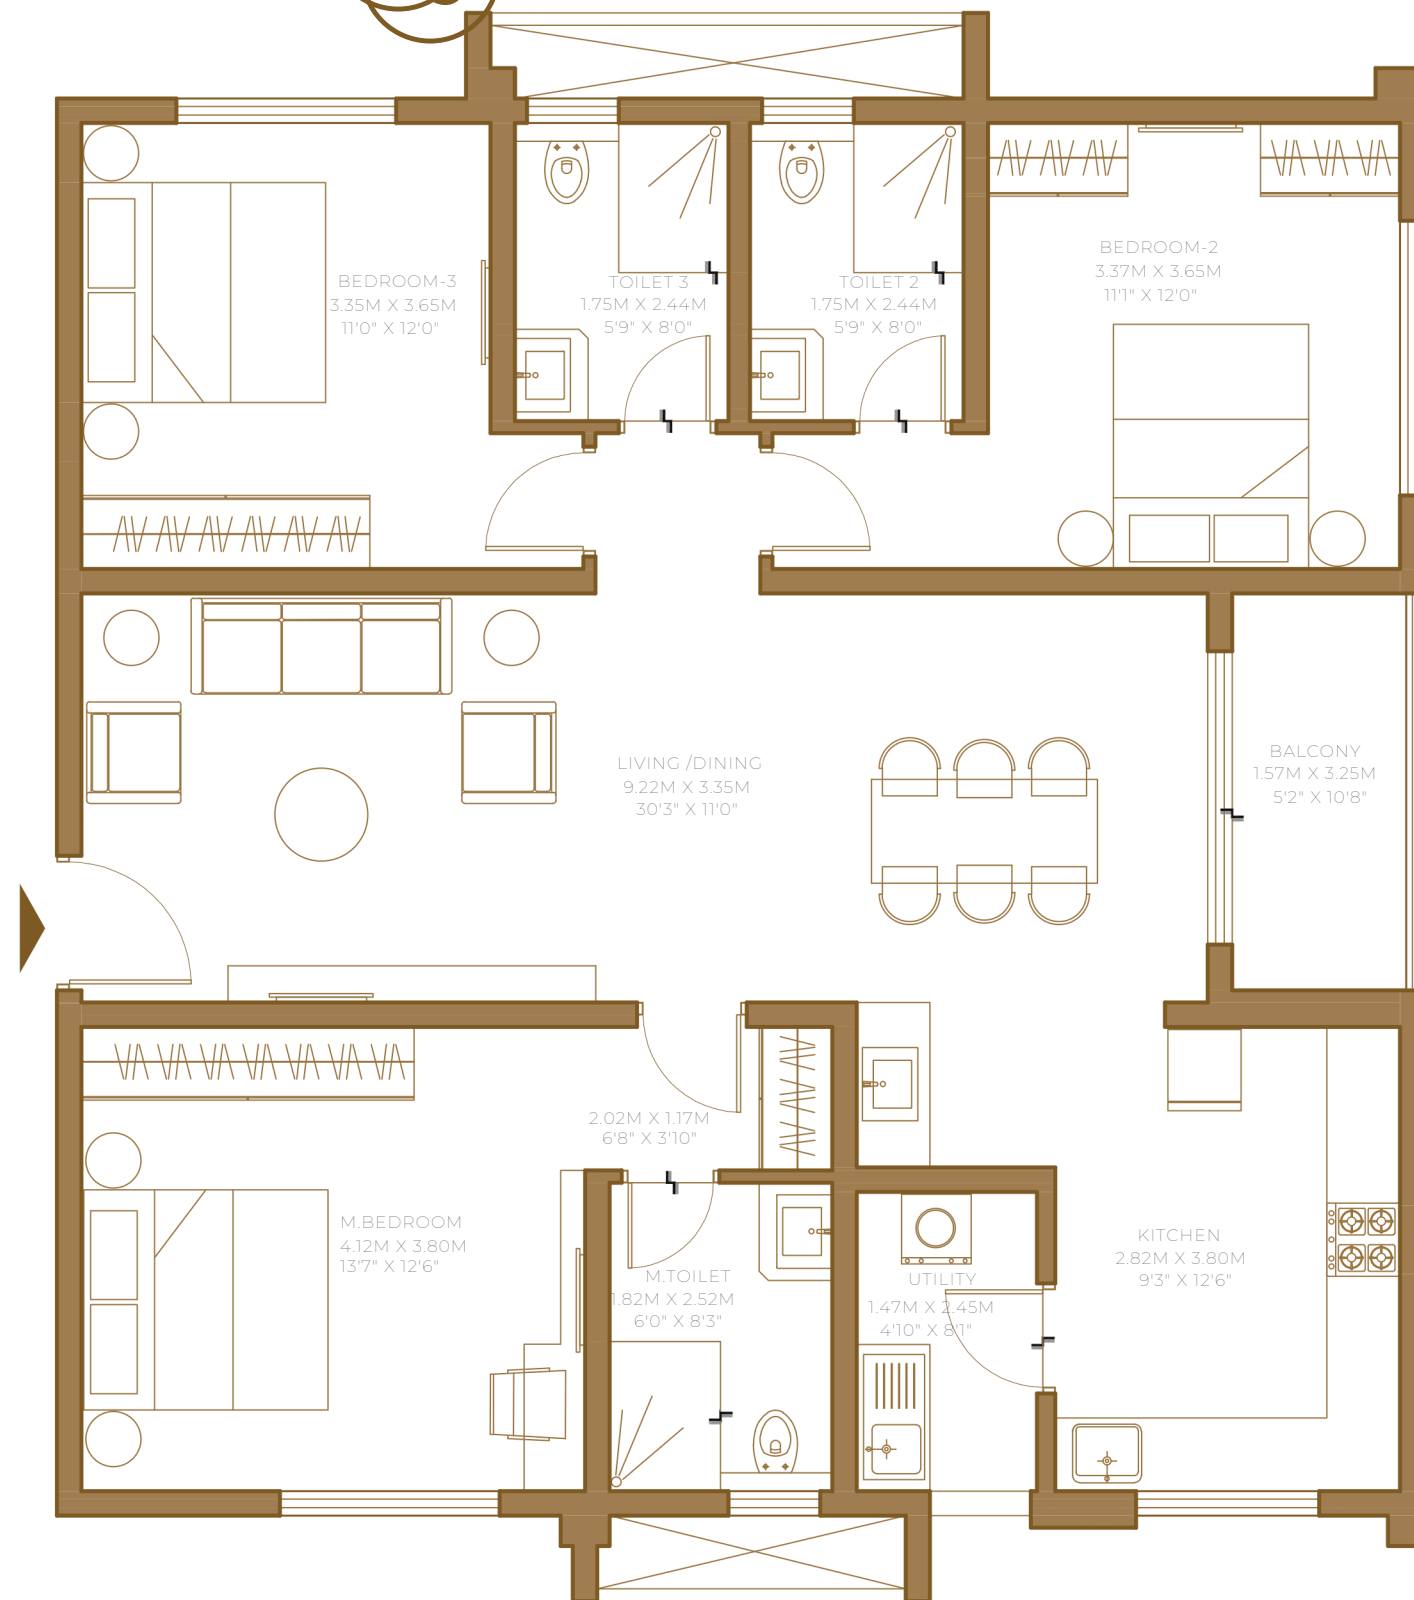 BEDROOM-3
3.35M X 3.65M
11'0" X 12'0"
TOILET 3
1.75M X 2.44M
5'9" X 8'0"
TOILET 2
1.75M X 2.44M
5'9" X 8'0"
BEDROOM-2
3.37M X 3.65M
11'1" X 12'0"
LIVING /DINING
9.22M X 3.35M
30'3" X 11'0"
BALCONY
1.57M X 3.25M
5'2" X 10'8"
2.02M X 1.17M
6'8" X 3'10"
M.BEDROOM
4.12M X 3.80M
13'7" X 12'6"
M.TOILET
1.82M X 2.52M
6'0" X 8'3"
UTILITY
1.47M X 2.45M
4'10" X 8'1"
KITCHEN
2.82M X 3.80M
9'3" X 12'6"